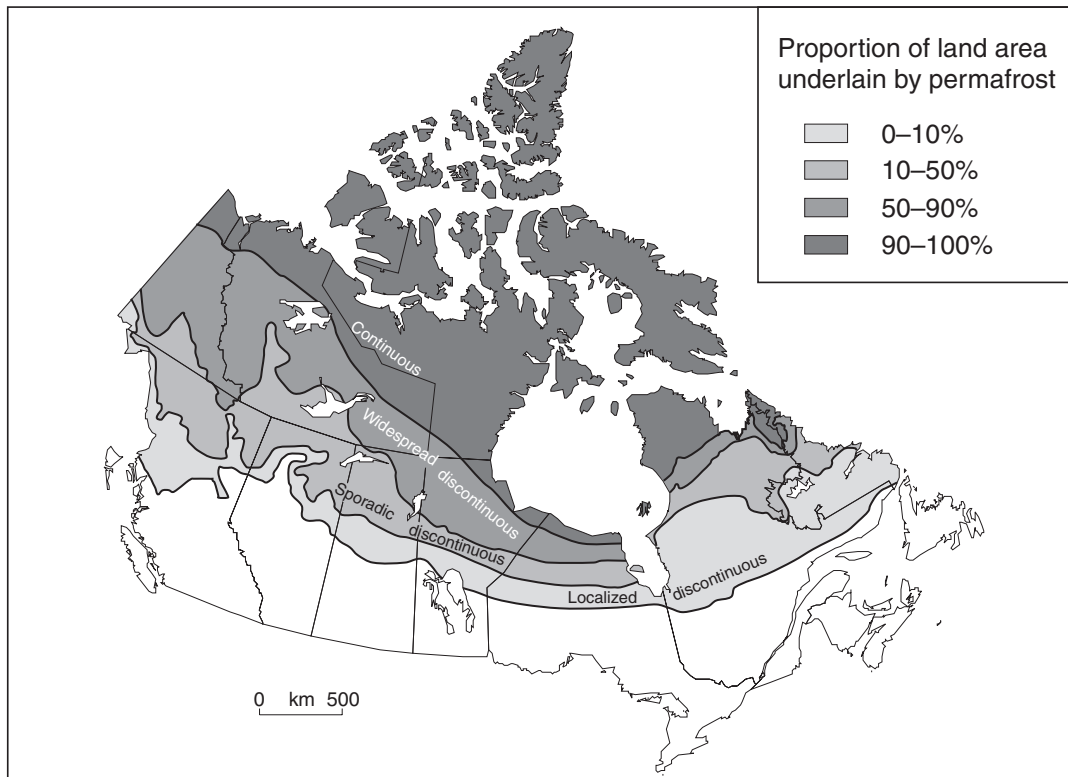 Proportion of land area
underlain by permafrost
0–10%
10–50%
50–90%
90–100%
Continuous
Widespread discontinuous
Sporadic discontinuous
Localized discontinuous
0 km 500